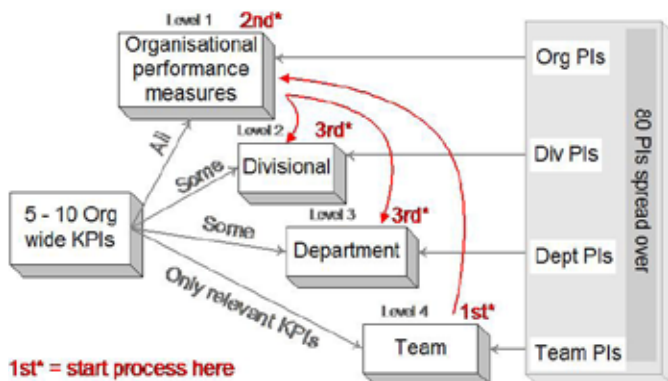 Level 1
2nd*
Organisational
performance
measures
Org PIs
All
Level 2
3rd*
Divisional
Div PIs
Some
5 - 10 Org
wide KPIs
Some
Level 3
3rd*
Department
Dept PIs
Only relevant KPIs
Level 4
1st*
Team
Team PIs
80 PIs spread over
1st* = start process here